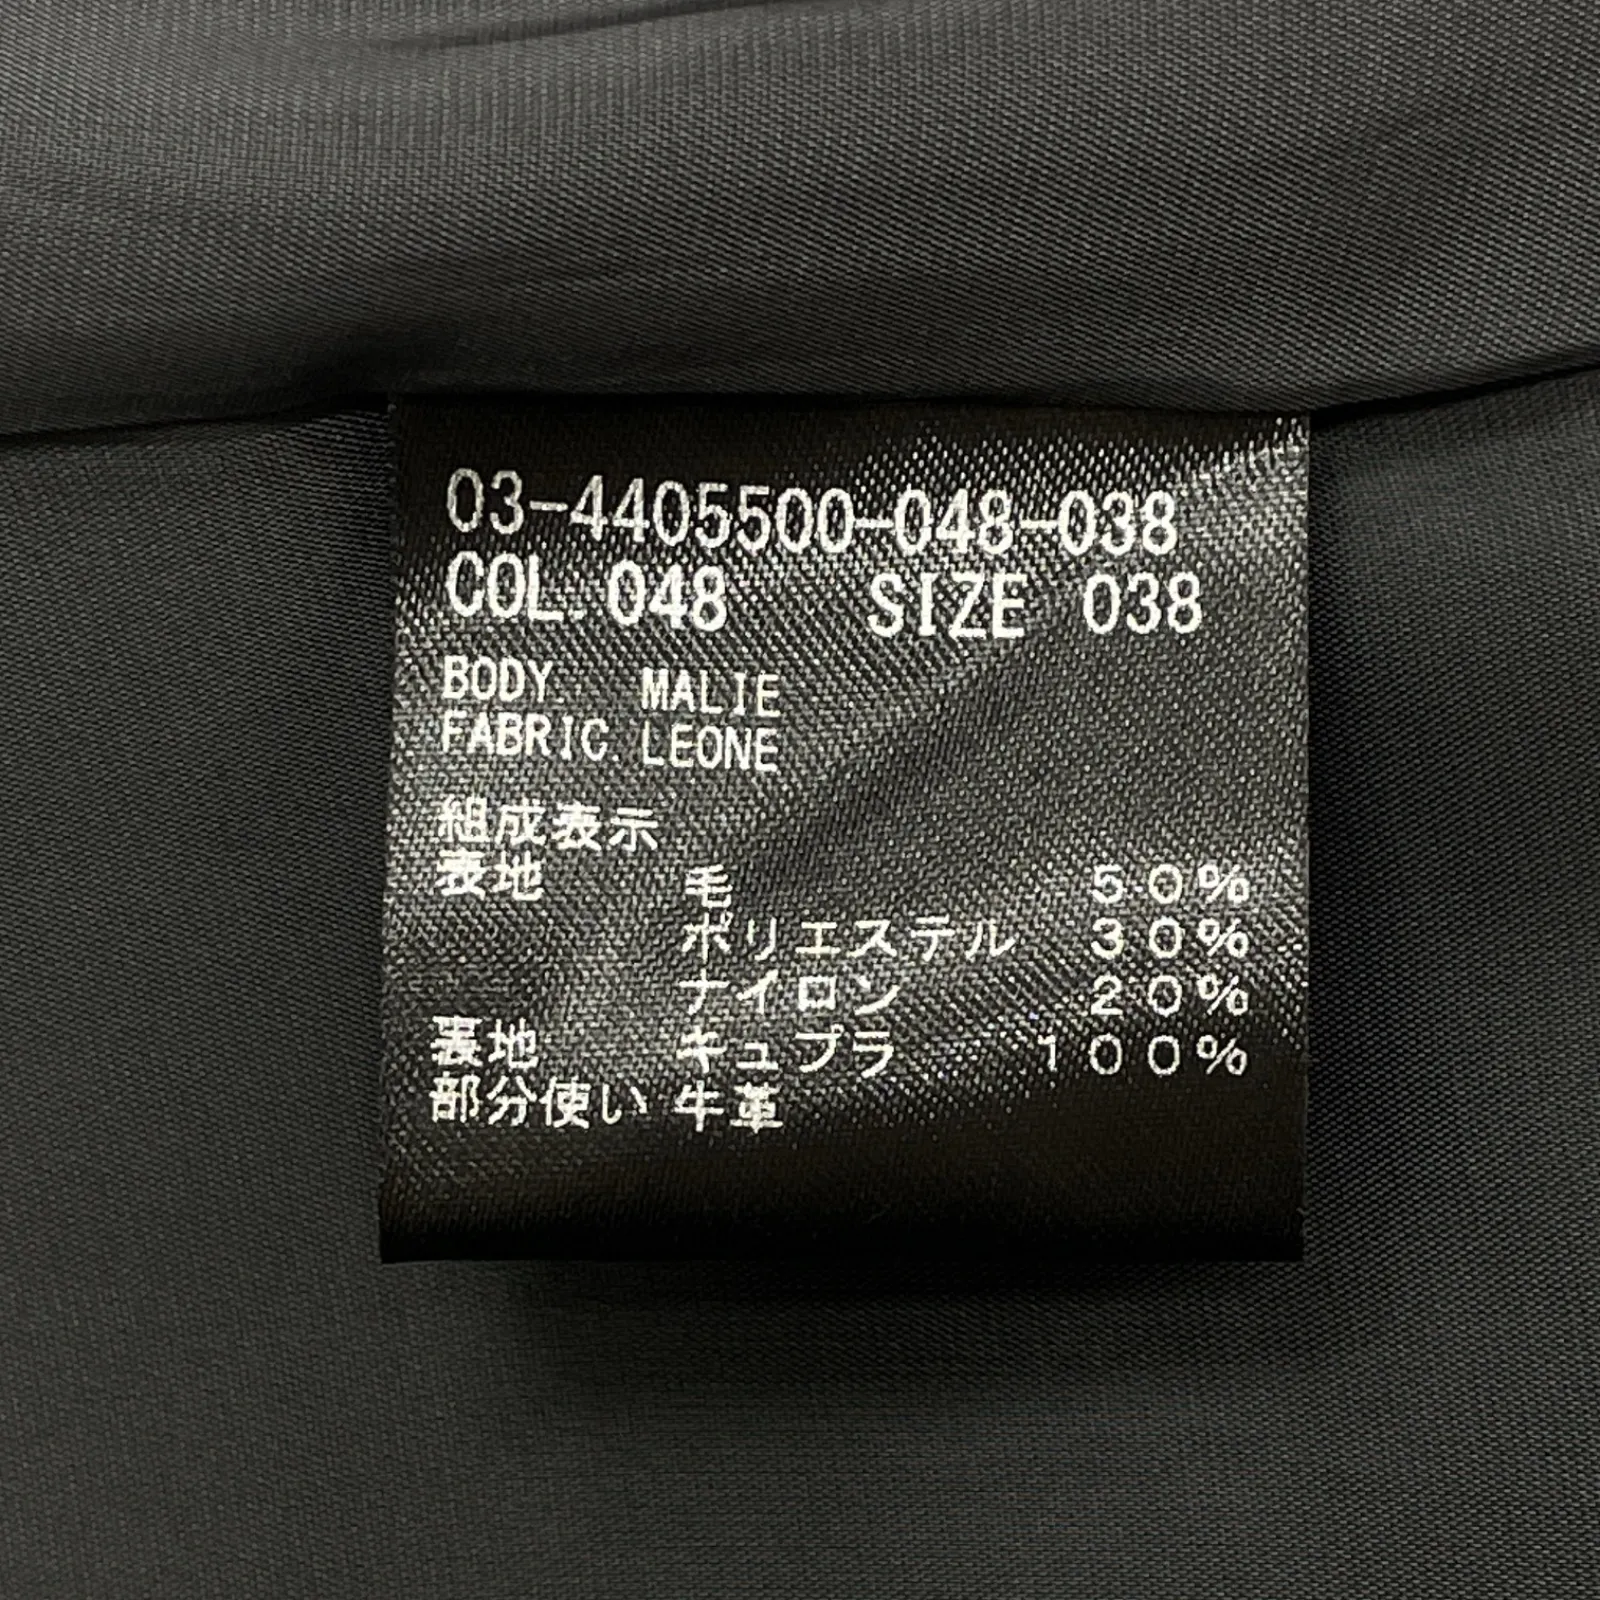 03-4405500-048-038
COL. 048 SIZE 038
BODY. MALIE
FABRIC. LEONE
組成表示
表地 毛 50%
ポリエステル 30%
ナイロン 20%
裏地 キュプラ 100%
部分使い 牛革